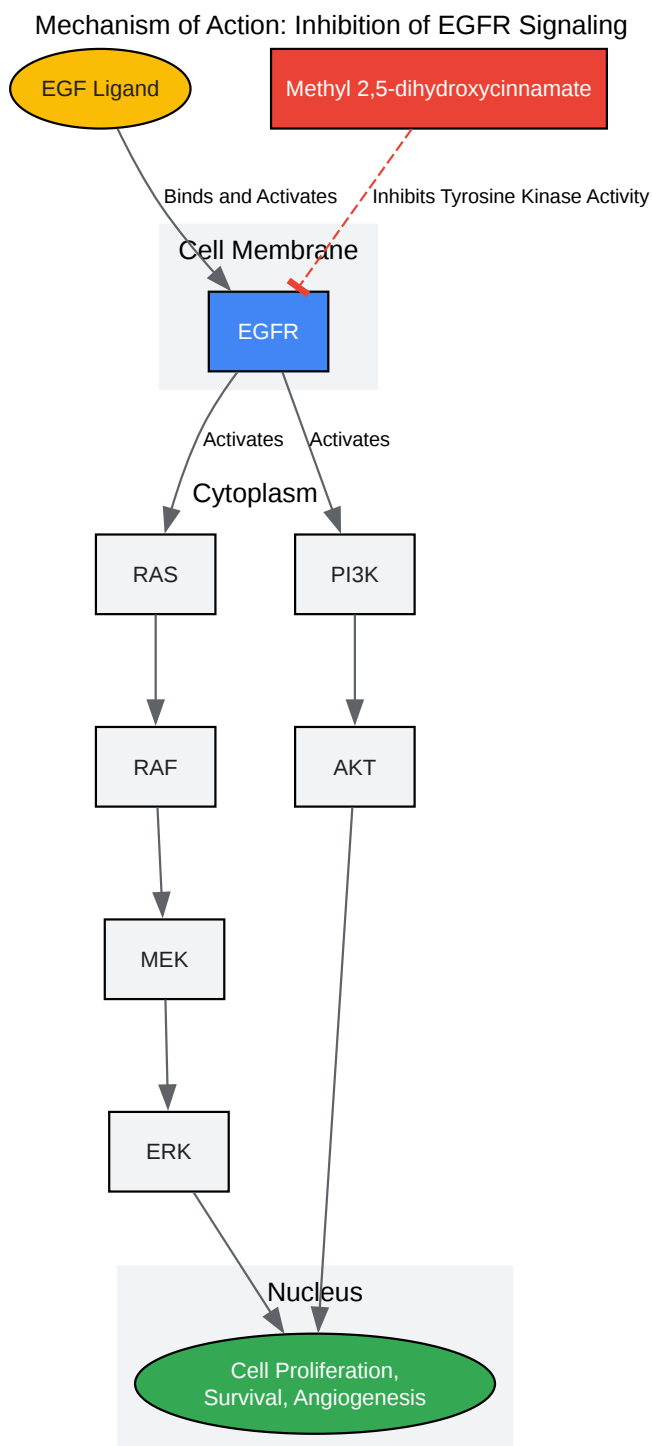 Mechanism of Action: Inhibition of EGFR Signaling
EGF Ligand
Methyl 2,5-dihydroxycinnamate
Binds and Activates
Inhibits Tyrosine Kinase Activity
Cell Membrane
EGFR
Activates
Activates
Cytoplasm
RAS
PI3K
RAF
AKT
MEK
ERK
Nucleus
Cell Proliferation,
Survival, Angiogenesis